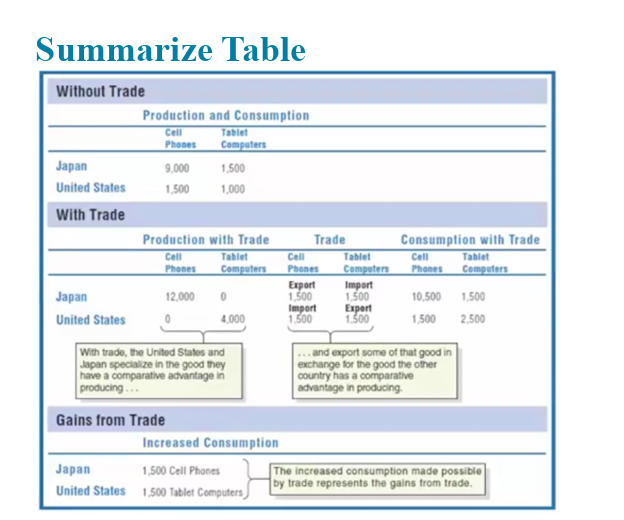 Summarize Table
Without Trade
Production and Consumption
Cell Phones Tablet Computers
Japan 9,000 1,500
United States 1,500 1,000
With Trade
Production with Trade Trade Consumption with Trade
Cell Phones Tablet Computers Cell Phones Tablet Computers Cell Phones Tablet Computers
Export Import
Japan 12,000 0 1,500 1,500 10,500 1,500
Import Export
United States 0 4,000 1,500 1,500 1,500 2,500
With trade, the United States and
Japan specialize in the good they
have a comparative advantage in
producing ...
... and export some of that good in
exchange for the good the other
country has a comparative
advantage in producing.
Gains from Trade
Increased Consumption
Japan 1,500 Cell Phones
United States 1,500 Tablet Computers
The increased consumption made possible
by trade represents the gains from trade.